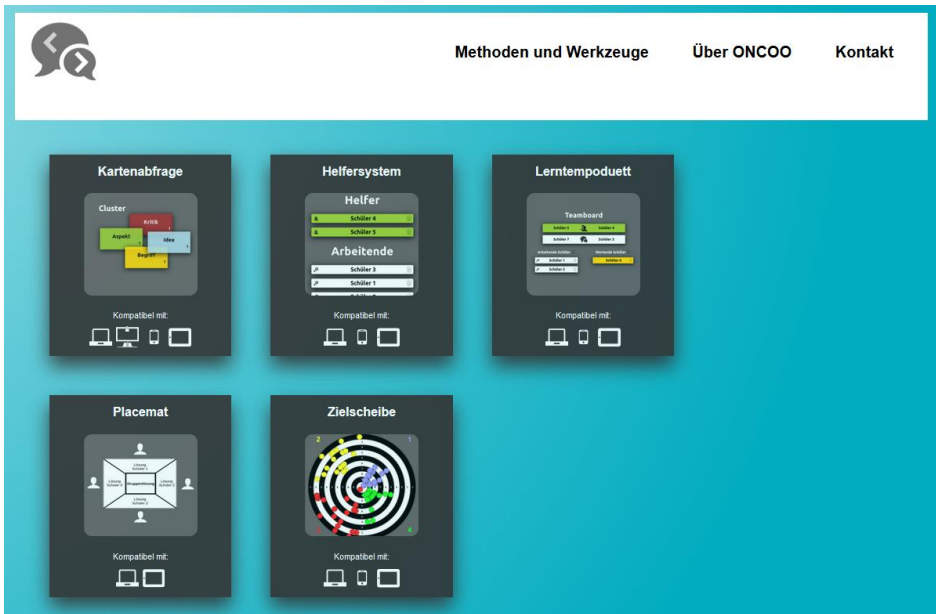 Methoden und Werkzeuge Über ONCOO Kontakt
Kartenabfrage
Cluster
Kritik
Aspekt
Idee
Begriff
Kompatibel mit:
Helfersystem
Helfer
Schüler 4
Schüler 5
Arbeitende
Schüler 3
Schüler 1
Kompatibel mit:
Lerntempoduett
Teamboard
Kompatibel mit:
Placemat
Lösung
Gruppenlösung
Kompatibel mit:
Zielscheibe
2 1
4
Kompatibel mit: